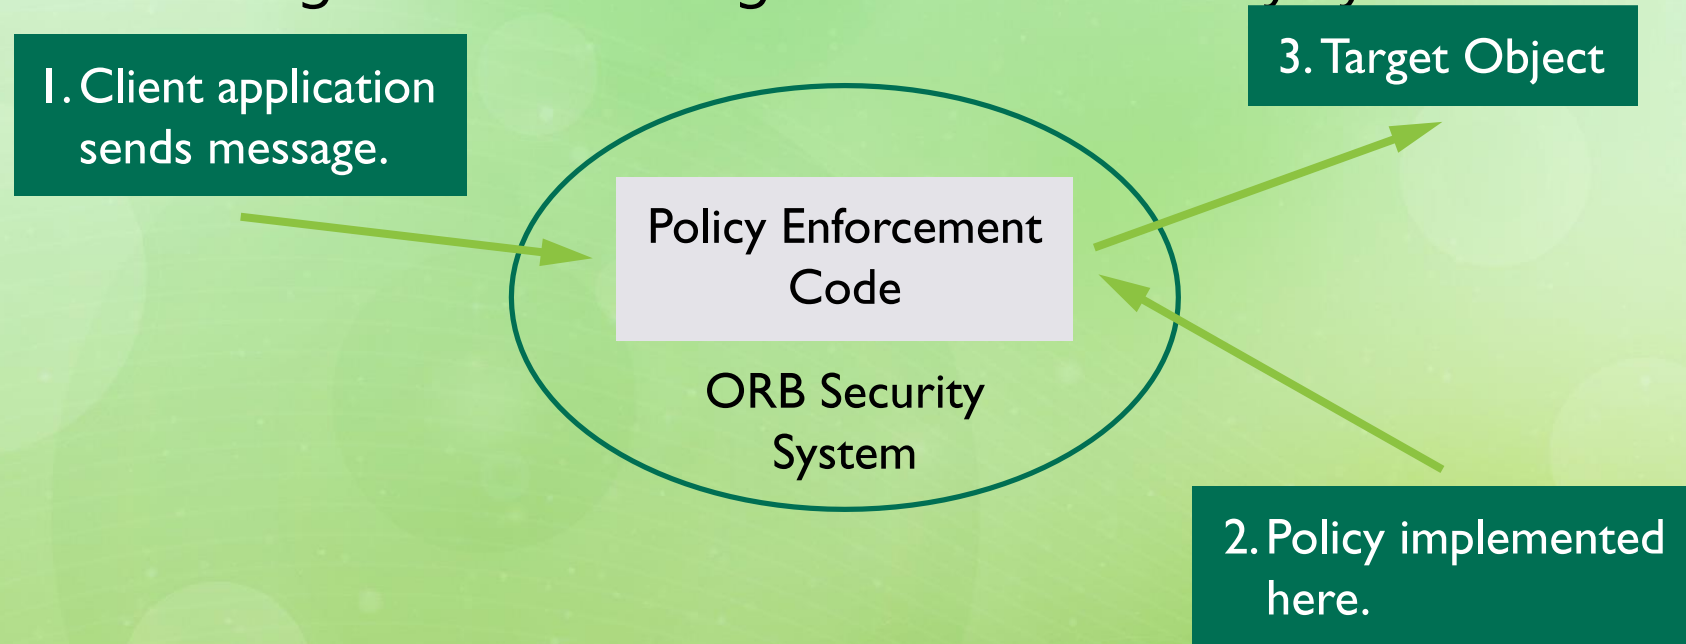 1. Client application
sends message.
3. Target Object
Policy Enforcement
Code
ORB Security
System
2. Policy implemented
here.